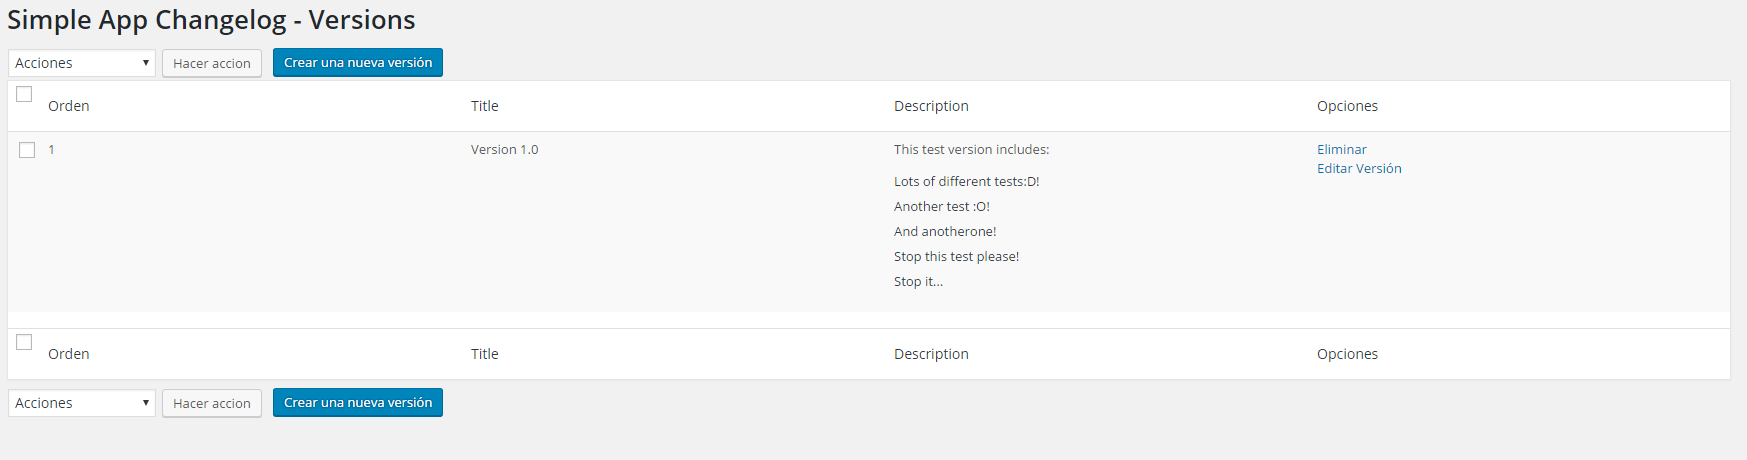 Simple App Changelog - Versions
Acciones Hacer accion Crear una nueva versión
Orden Title Description Opciones
1 Version 1.0 This test version includes: Eliminar
Editar Versión
Lots of different tests:D!
Another test :O!
And anotherone!
Stop this test please!
Stop it...
Orden Title Description Opciones
Acciones Hacer accion Crear una nueva versión